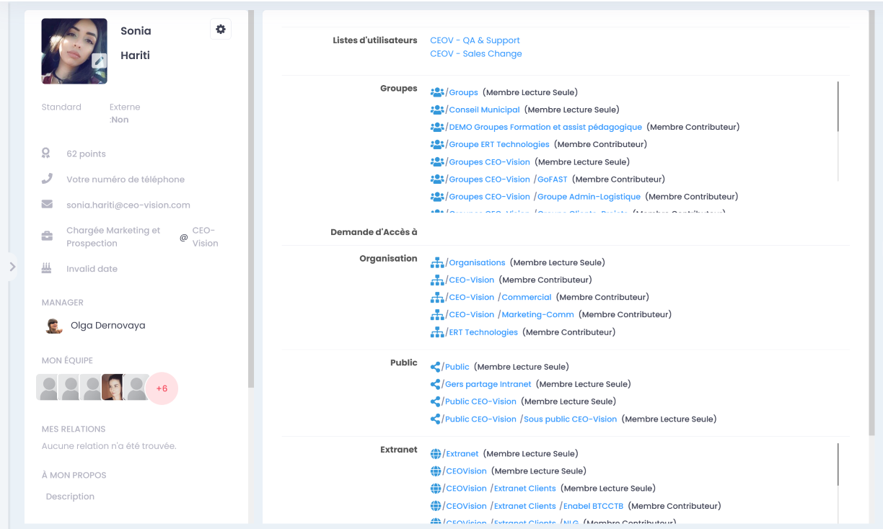 Sonia
Hariti
Standard
Externe
:Non
62 points
Votre numéro de téléphone
sonia.hariti@ceo-vision.com
Chargée Marketing et
Prospection
@ CEO-
Vision
Invalid date
MANAGER
Olga Dernovaya
MON ÉQUIPE
+6
MES RELATIONS
Aucune relation n'a été trouvée.
À MON PROPOS
Description
Listes d'utilisateurs
CEOV - QA & Support
CEOV - Sales Change
Groupes
/Groups (Membre Lecture Seule)
/Conseil Municipal (Membre Lecture Seule)
/DEMO Groupes Formation et assist pédagogique (Membre Contributeur)
/Groupe ERT Technologies (Membre Contributeur)
/Groupes CEO-Vision (Membre Lecture Seule)
/Groupes CEO-Vision /GoFAST (Membre Contributeur)
/Groupes CEO-Vision /Groupe Admin-Logistique (Membre Contributeur)
Demande d'Accès à
Organisation
/Organisations (Membre Lecture Seule)
/CEO-Vision (Membre Contributeur)
/CEO-Vision /Commercial (Membre Contributeur)
/CEO-Vision /Marketing-Comm (Membre Contributeur)
/ERT Technologies (Membre Contributeur)
Public
/Public (Membre Lecture Seule)
/Gers partage Intranet (Membre Lecture Seule)
/Public CEO-Vision (Membre Lecture Seule)
/Public CEO-Vision /Sous public CEO-Vision (Membre Lecture Seule)
Extranet
/Extranet (Membre Lecture Seule)
/CEOVision (Membre Lecture Seule)
/CEOVision /Extranet Clients (Membre Lecture Seule)
/CEOVision /Extranet Clients /Enabel BTCCTB (Membre Contributeur)
/CEOVision /Extranet Clients /NLG (Membre Contributeur)